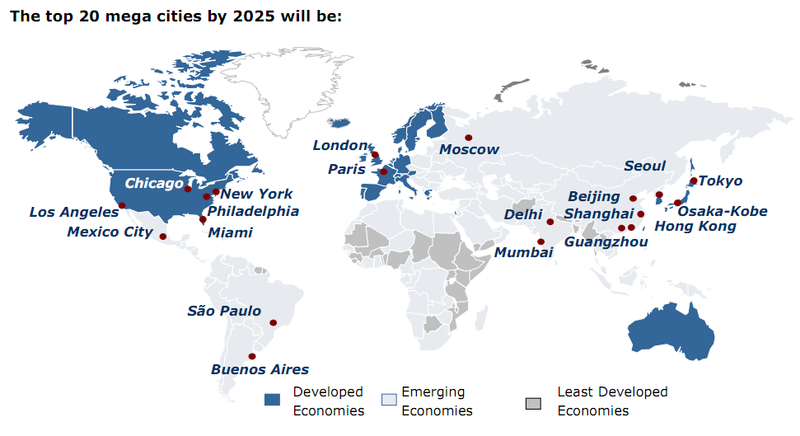 The top 20 mega cities by 2025 will be:
London
Paris
Moscow
Seoul
Chicago
New York
Tokyo
Beijing
Los Angeles
Philadelphia
Delhi
Shanghai
Osaka-Kobe
Mexico City
Miami
Hong Kong
Guangzhou
Mumbai
São Paulo
Buenos Aires
Developed
Economies
Emerging
Economies
Least Developed
Economies